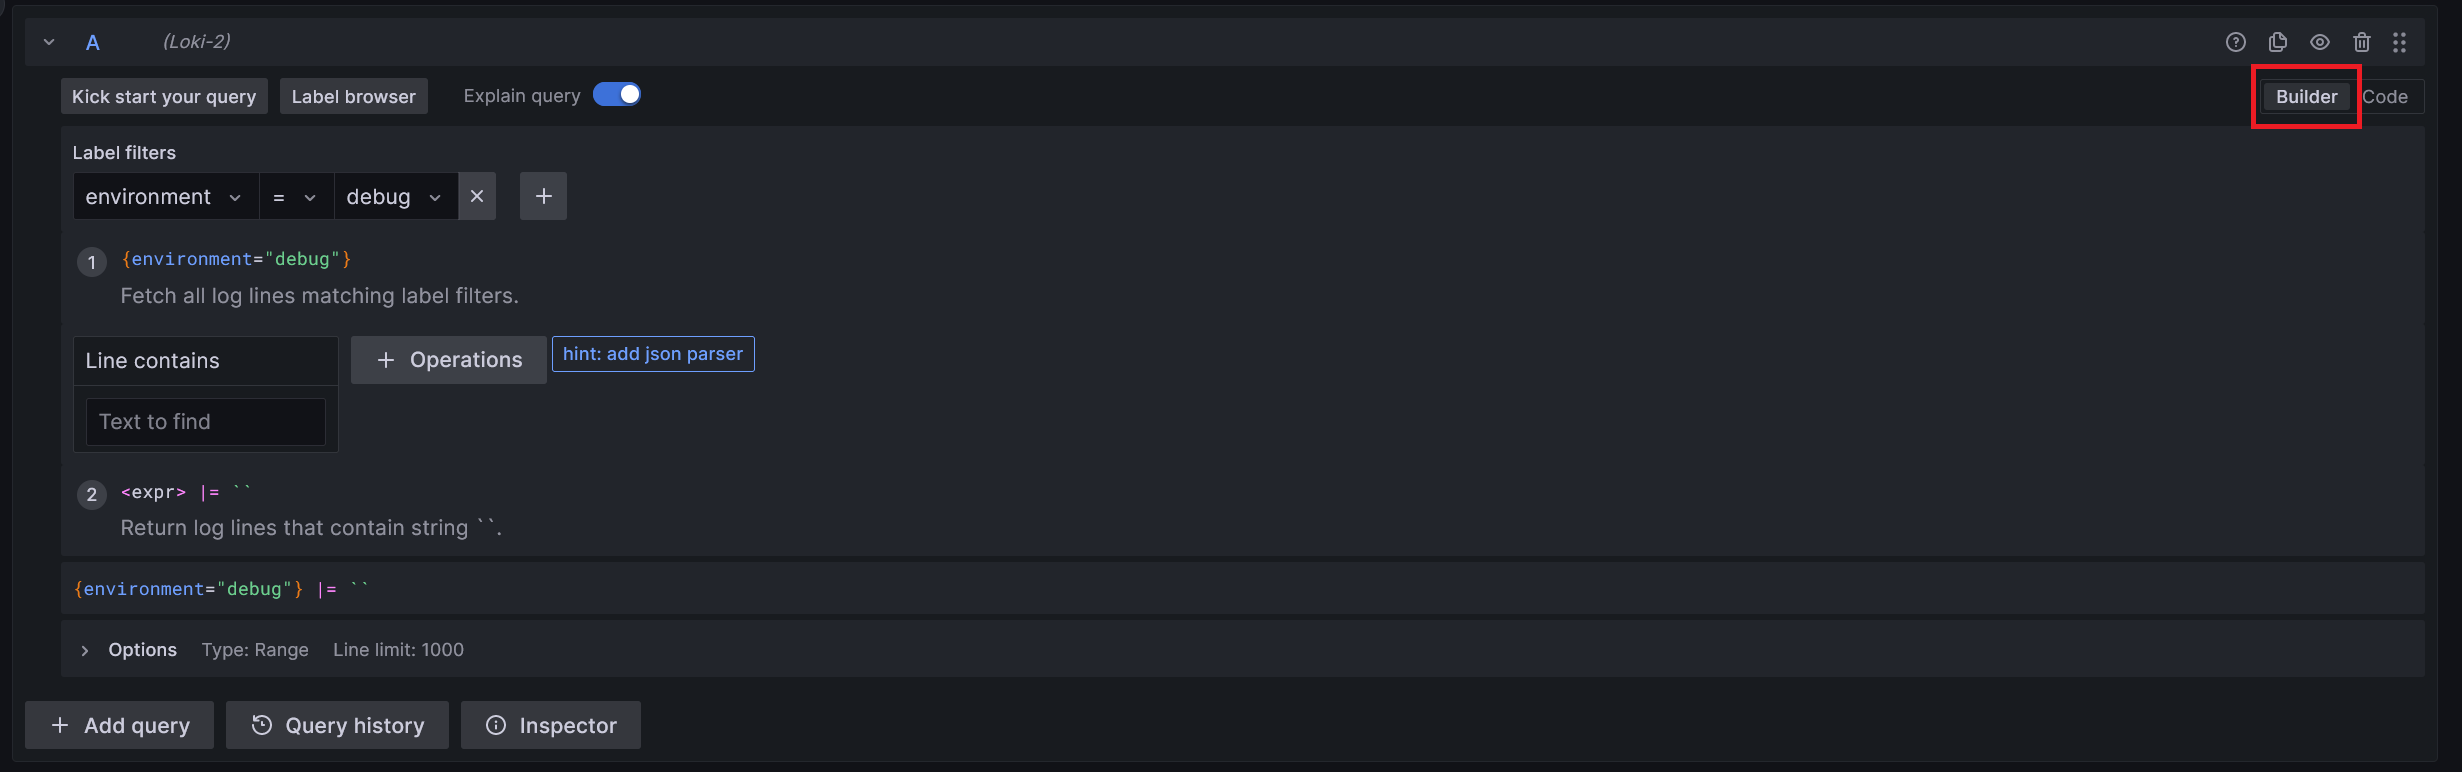 A (Loki-2)
Kick start your query Label browser Explain query Builder Code
Label filters
environment = debug
1 {environment="debug"}
Fetch all log lines matching label filters.
Line contains + Operations hint: add json parser
Text to find
2 <expr> |= ``
Return log lines that contain string ``.
{environment="debug"} |= ``
Options Type: Range Line limit: 1000
+ Add query Query history Inspector